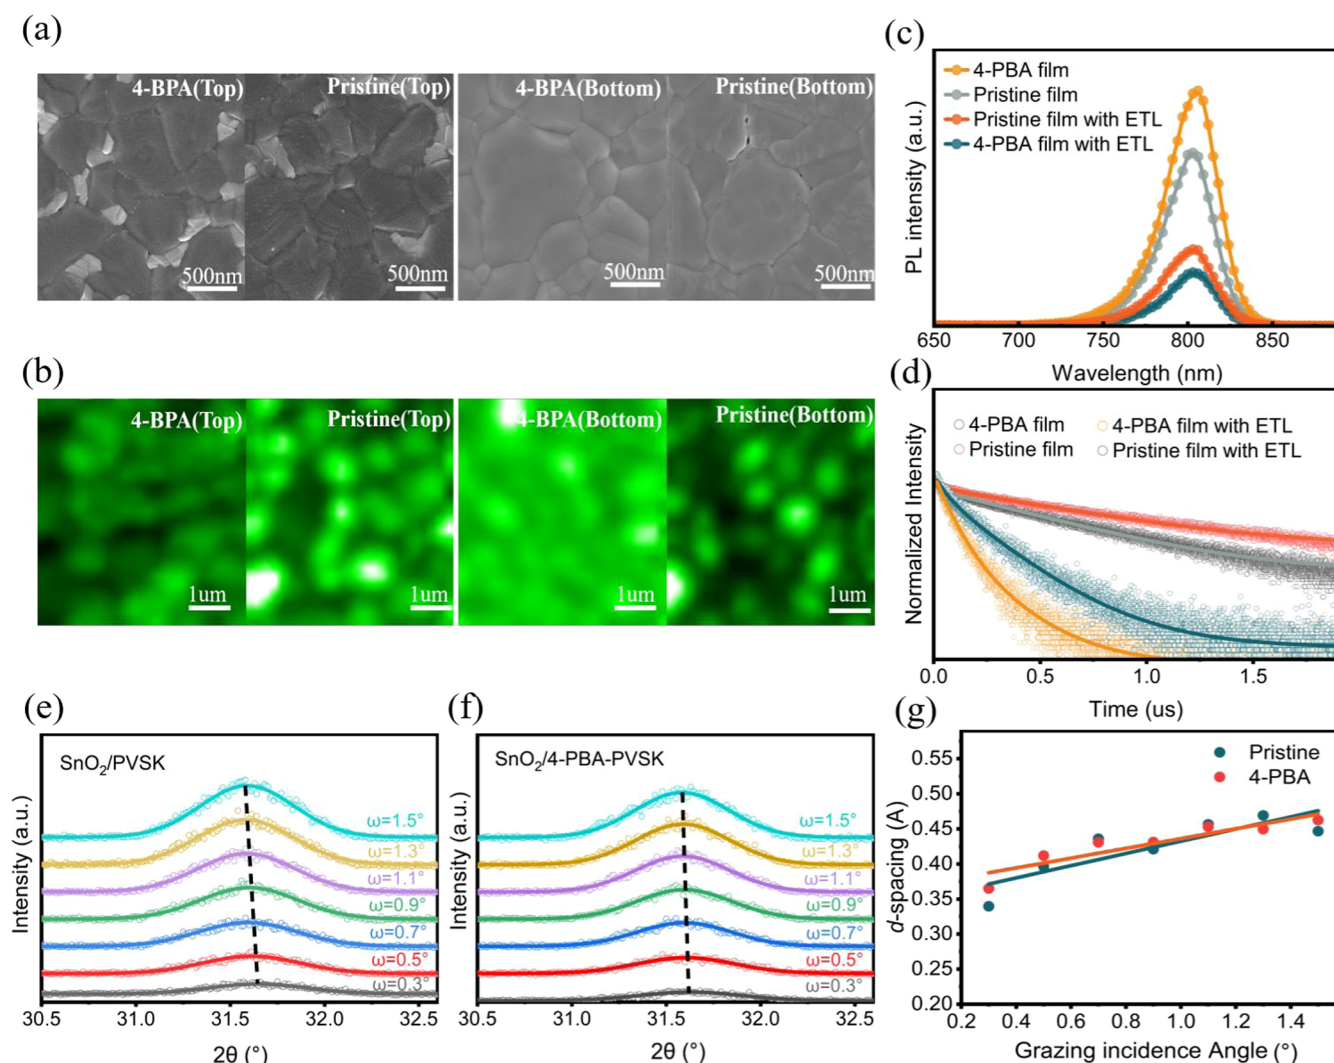 (a)
4-BPA(Top)
Pristine(Top)
4-BPA(Bottom)
Pristine(Bottom)
500nm
500nm
500nm
500nm
(b)
4-BPA(Top)
Pristine(Top)
4-BPA(Bottom)
Pristine(Bottom)
1um
1um
1um
1um
(c)
4-PBA film
Pristine film
Pristine film with ETL
4-PBA film with ETL
PL intensity (a.u.)
650
700
750
800
850
Wavelength (nm)
(d)
4-PBA film
4-PBA film with ETL
Pristine film
Pristine film with ETL
Normalized Intensity
0.0
0.5
1.0
1.5
Time (us)
(e)
SnO₂/PVSK
Intensity (a.u.)
ω=1.5°
ω=1.3°
ω=1.1°
ω=0.9°
ω=0.7°
ω=0.5°
ω=0.3°
30.5
31.0
31.5
32.0
32.5
2θ (°)
(f)
SnO₂/4-PBA-PVSK
Intensity (a.u.)
ω=1.5°
ω=1.3°
ω=1.1°
ω=0.9°
ω=0.7°
ω=0.5°
ω=0.3°
30.5
31.0
31.5
32.0
32.5
2θ (°)
(g)
Pristine
4-PBA
d-spacing (A)
0.55
0.50
0.45
0.40
0.35
0.30
0.25
0.20
0.2
0.4
0.6
0.8
1.0
1.2
1.4
Grazing incidence Angle (°)